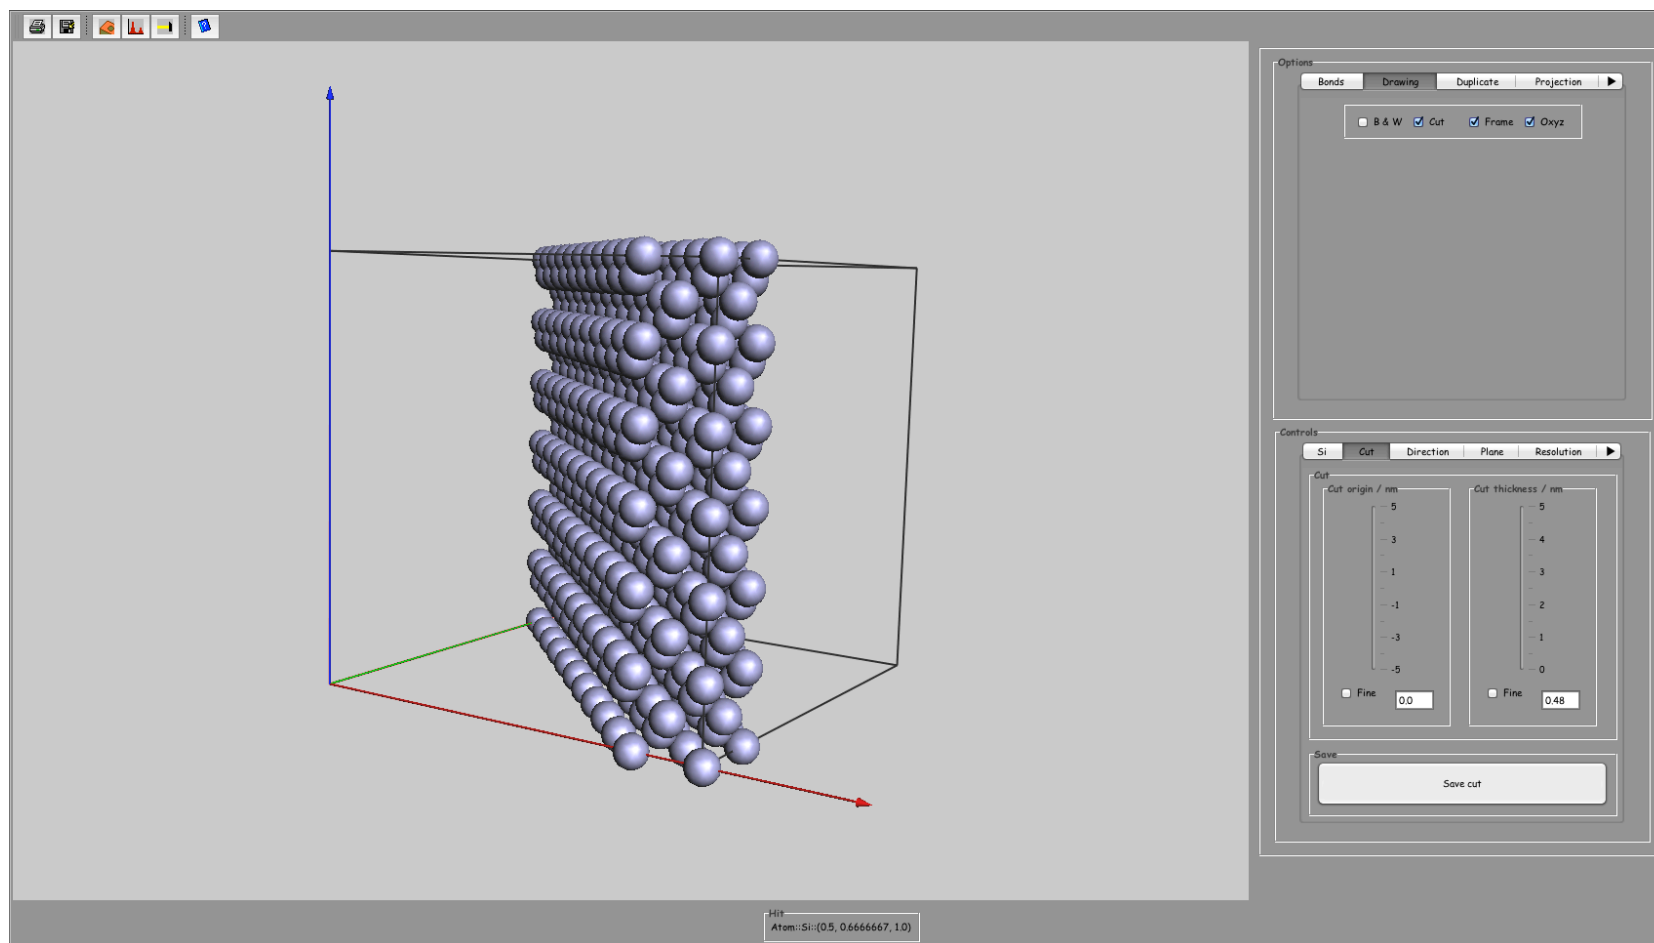 Options
Bonds Drawing Duplicate Projection
B & W Cut Frame Oxyz
Controls
Si Cut Direction Plane Resolution
Cut
Cut origin / nm Cut thickness / nm
5 5
3 4
1 3
-1 2
-3 1
-5 0
Fine 0.0 Fine 0.48
Save
Save cut
Hit
Atom::Si::(0.5, 0.6666667, 1.0)